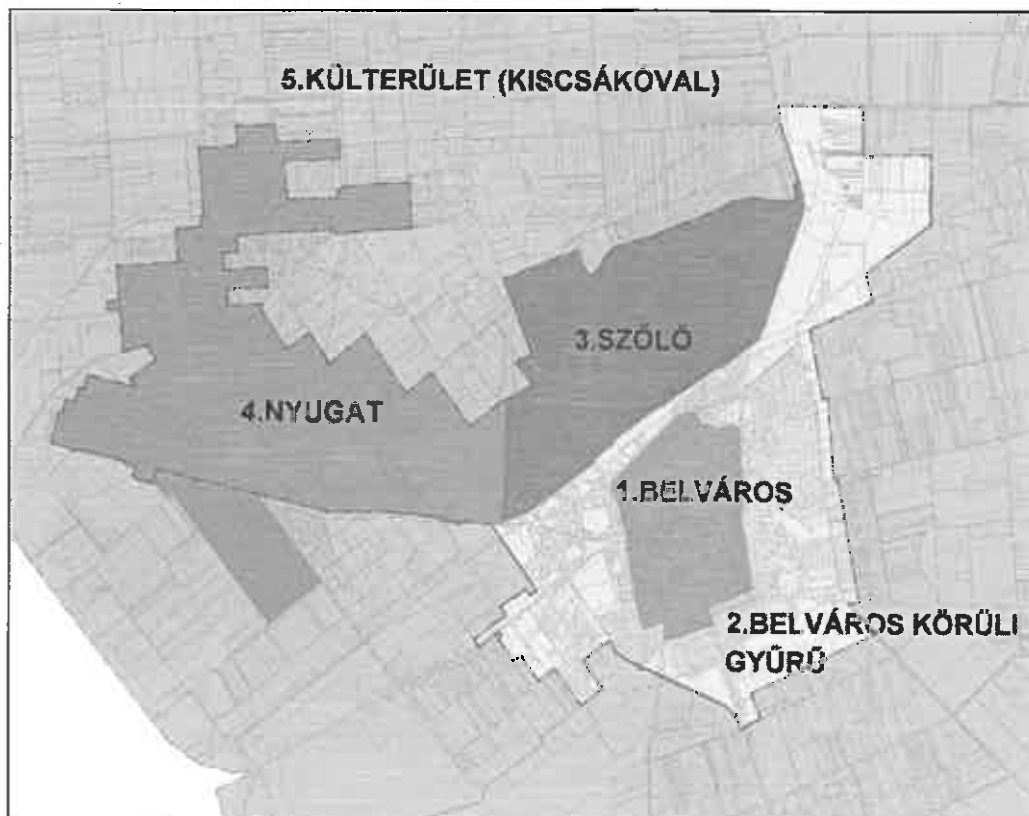 5.KÜLTERÜLET (KISCSÁKÓVAL)
3.SZŐLŐ
4.NYUGAT
1.BELVÁROS
2.BELVÁROS KÖRÜLI
GYŰRŰ